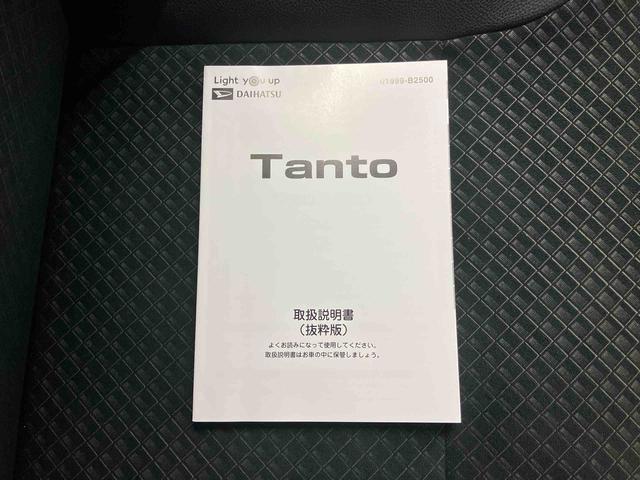 Light you up
DAIHATSU
01999-B2500
Tanto
取扱説明書
（抜粋版）
よくお読みになって使用してください。
取扱説明書はお車の中に保管しましょう。